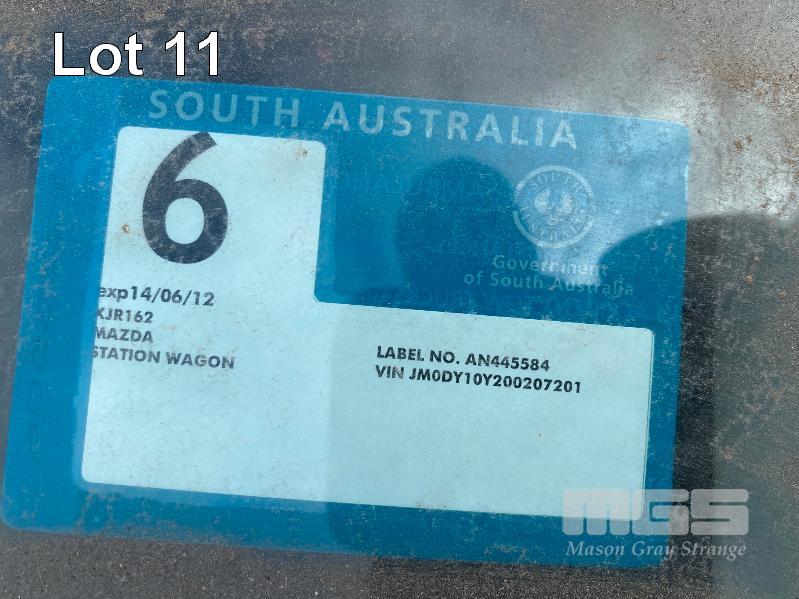 Lot 11
SOUTH AUSTRALIA
6
Government
of South Australia
exp14/06/12
XJR162
MAZDA
STATION WAGON
LABEL NO. AN445584
VIN JM0DY10Y200207201
MGS
Mason Gray Strange